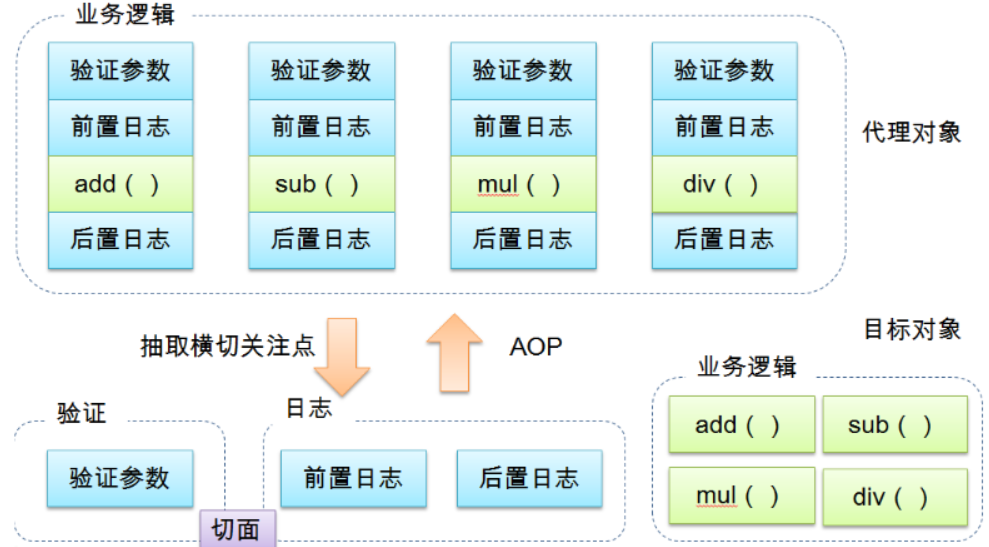 业务逻辑
验证参数 验证参数 验证参数 验证参数
前置日志 前置日志 前置日志 前置日志
代理对象
add（ ） sub（ ） mul（ ） div（ ）
后置日志 后置日志 后置日志 后置日志
抽取横切关注点
AOP
目标对象
业务逻辑
验证
日志
add（ ） sub（ ）
验证参数
前置日志 后置日志
mul（ ） div（ ）
切面